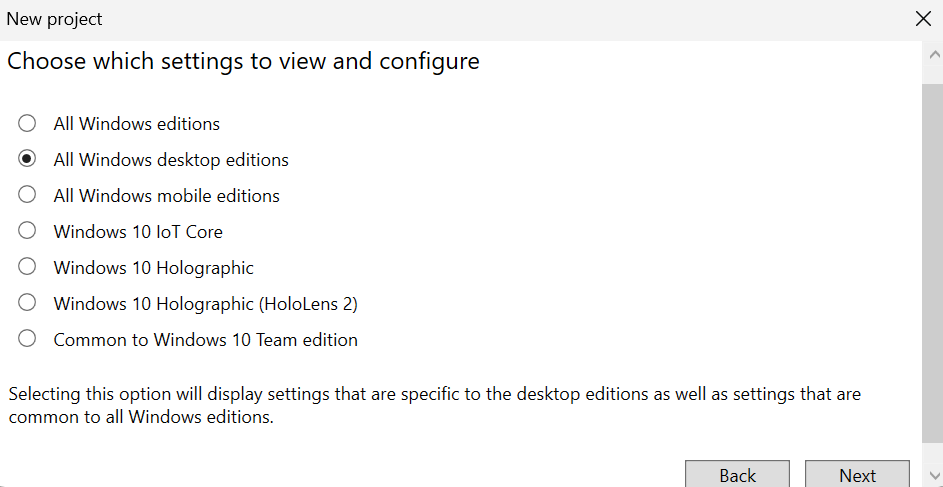 New project
Choose which settings to view and configure
All Windows editions
All Windows desktop editions
All Windows mobile editions
Windows 10 IoT Core
Windows 10 Holographic
Windows 10 Holographic (HoloLens 2)
Common to Windows 10 Team edition
Selecting this option will display settings that are specific to the desktop editions as well as settings that are
common to all Windows editions.
Back
Next